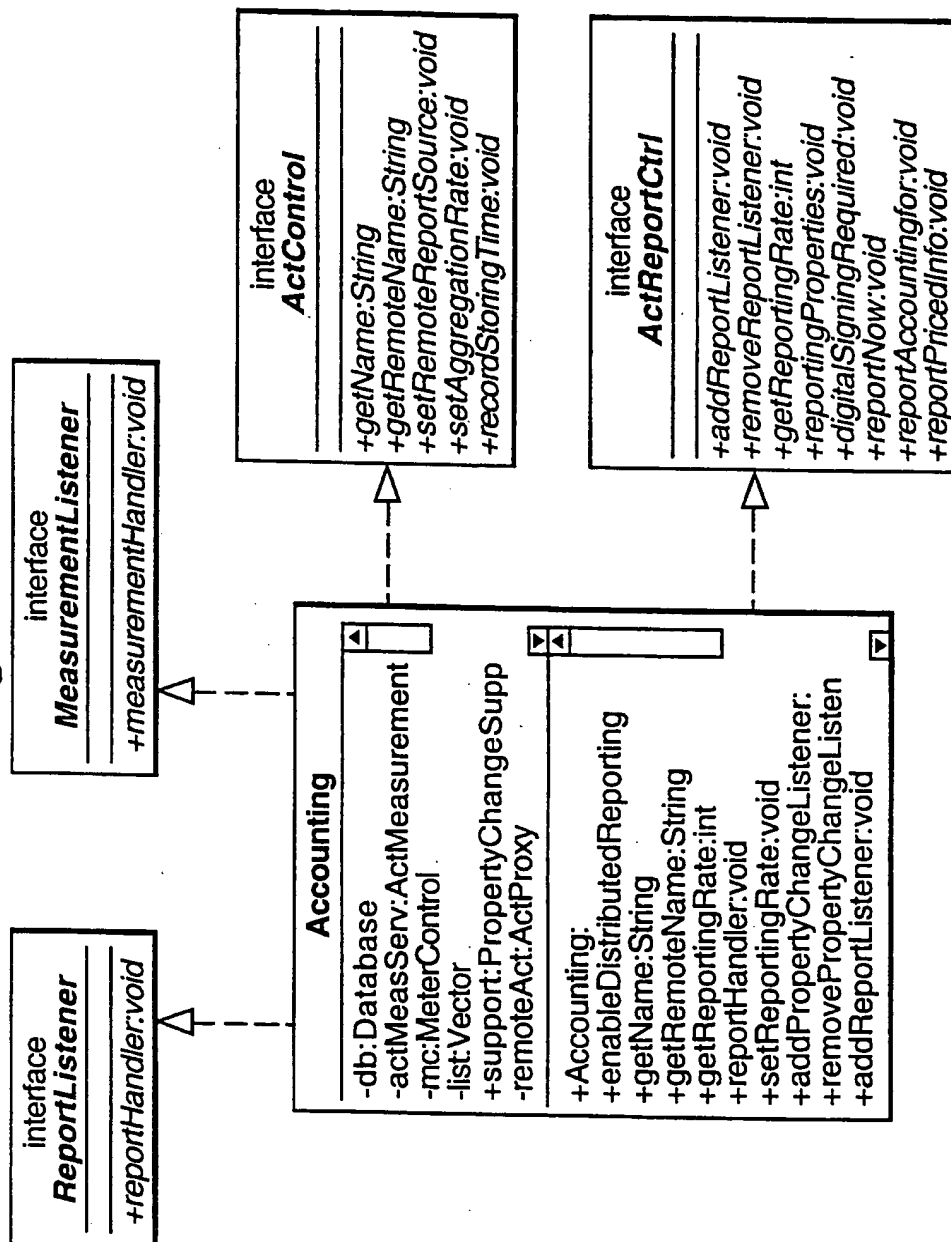 interface
ReportListener
+reportHandler:void
interface
MeasurementListener
+measurementHandler:void
Accounting
-db:Database
-actMeasServ:ActMeasurement
-mc:MeterControl
-list:Vector
+support:PropertyChangeSupp
-remoteAct:ActProxy
+Accounting:
+enableDistributedReporting
+getName:String
+getRemoteName:String
+getReportingRate:int
+reportHandler:void
+setReportingRate:void
+addPropertyChangeListener:
+removePropertyChangeListen
+addReportListener:void
interface
ActControl
+getName:String
+getRemoteName:String
+setRemoteReportSource:void
+setAggregationRate:void
+recordStoringTime:void
interface
ActReportCtrl
+addReportListener:void
+removeReportListener:void
+getReportingRate:int
+reportingProperties:void
+digitalSigningRequired:void
+reportNow:void
+reportAccountingfor:void
+reportPricedInfo:void